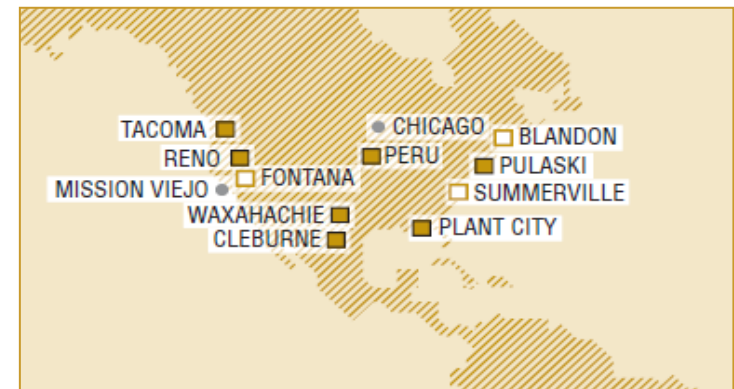 TACOMA
CHICAGO
BLANDON
RENO
PERU
PULASKI
FONTANA
MISSION VIEJO
SUMMERVILLE
WAXAHACHIE
PLANT CITY
CLEBURNE